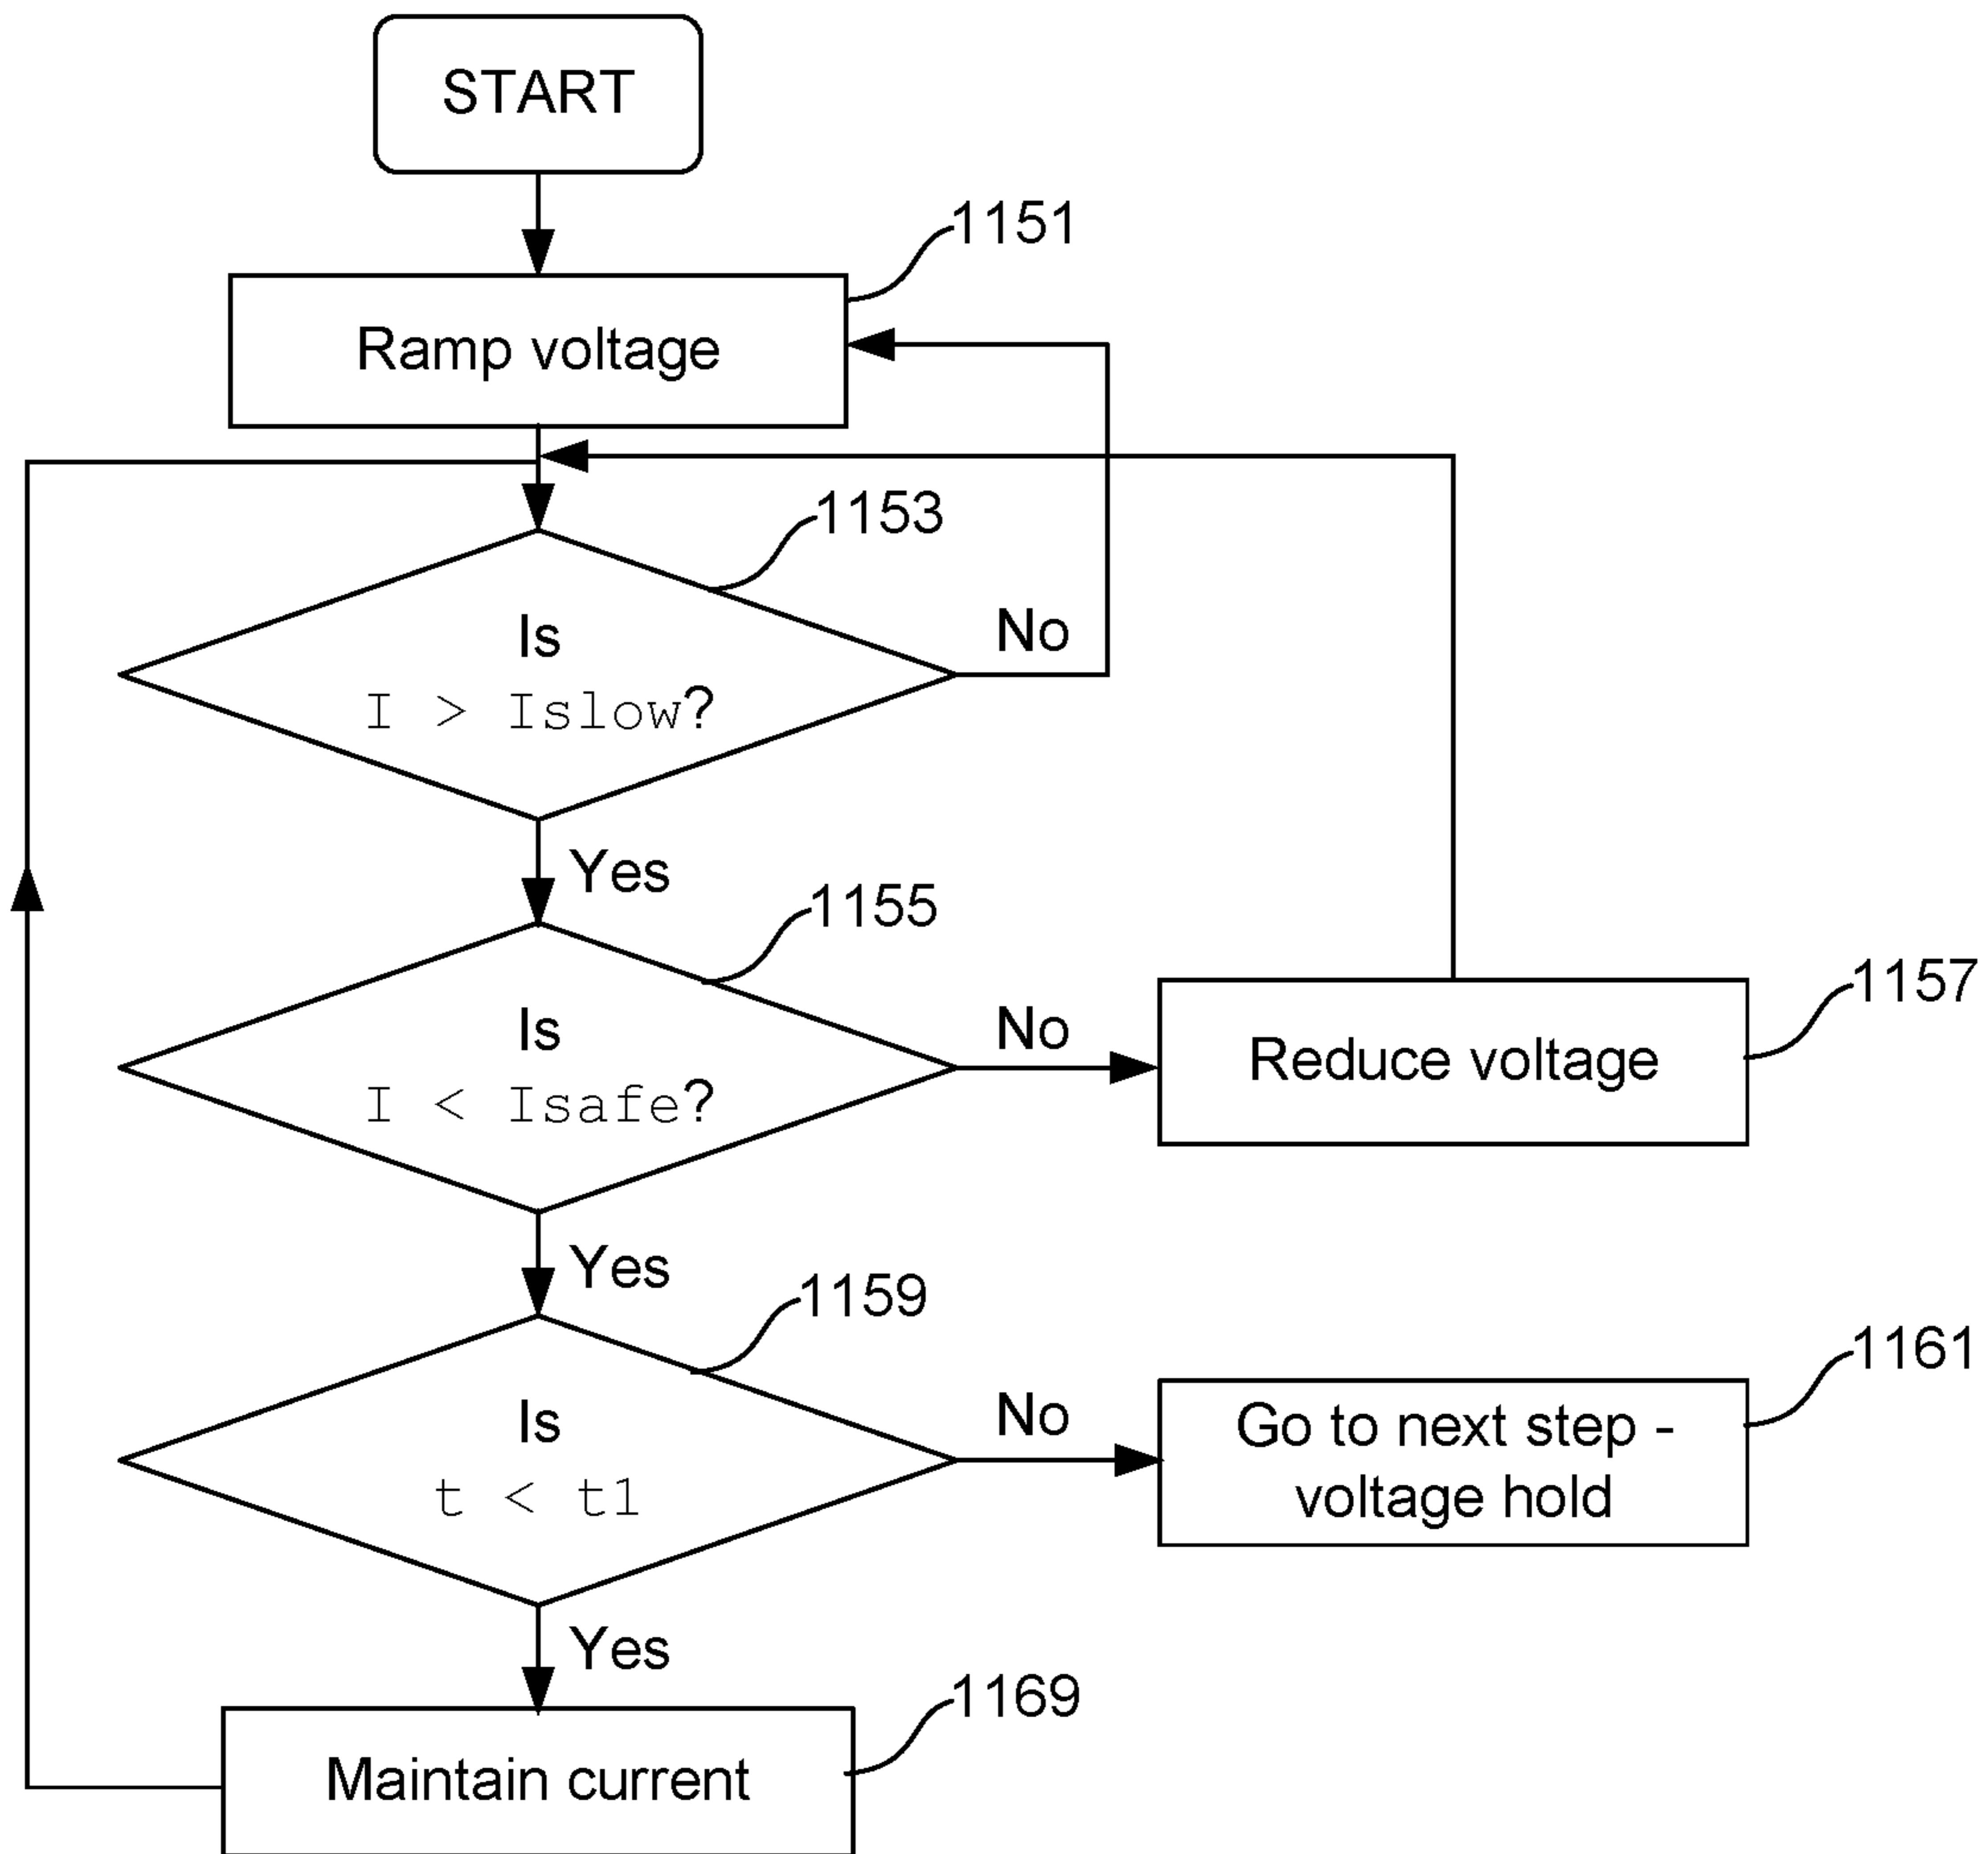 START
1151
Ramp voltage
1153
Is
I > Islow?
No
Yes
1155
Is
I < Isafe?
No
1157
Reduce voltage
Yes
1159
Is
t < t1
No
1161
Go to next step -
voltage hold
Yes
1169
Maintain current